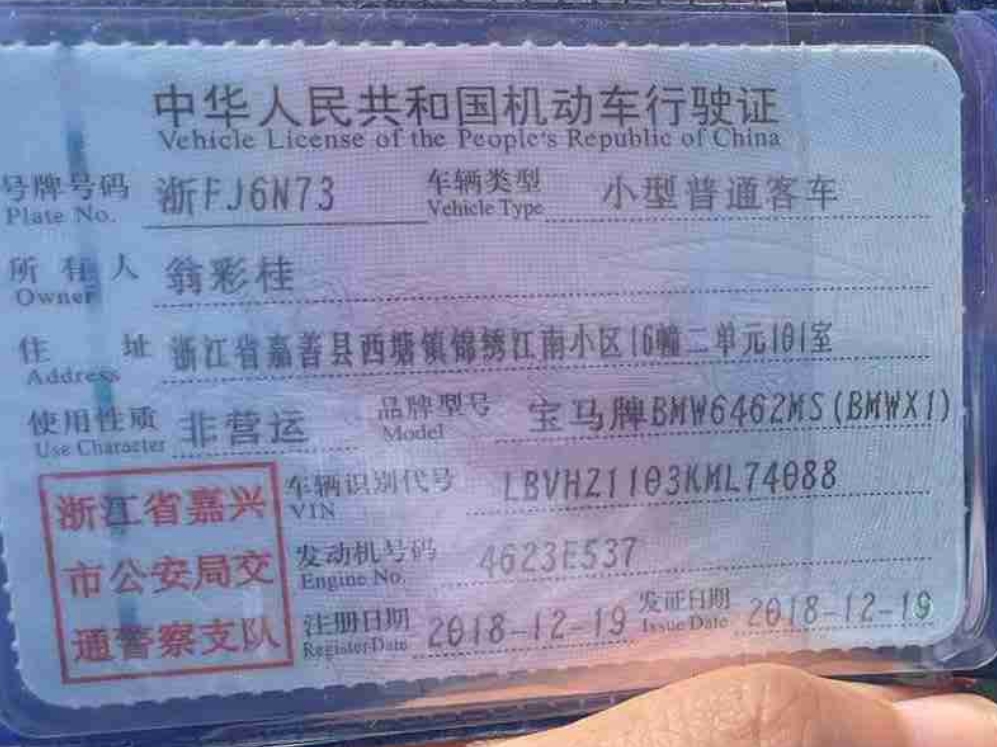 中华人民共和国机动车行驶证
Vehicle License of the People's Republic of China
号牌号码 浙FJ6N73 车辆类型 小型普通客车
Plate No. Vehicle Type
所有人 翁彩桂
Owner
住址 浙江省嘉善县西塘镇锦绣江南小区16幢二单元101室
Address
使用性质 非营运 品牌型号 宝马牌BMW6462MS(BMWX1)
Use Character Model
浙江省嘉兴
市公安局交
通警察支队
车辆识别代号 LBVHZ1103KML74088
VIN
发动机号码 4623E537
Engine No.
注册日期 2018-12-19 发证日期 2018-12-19
Register Date Issue Date